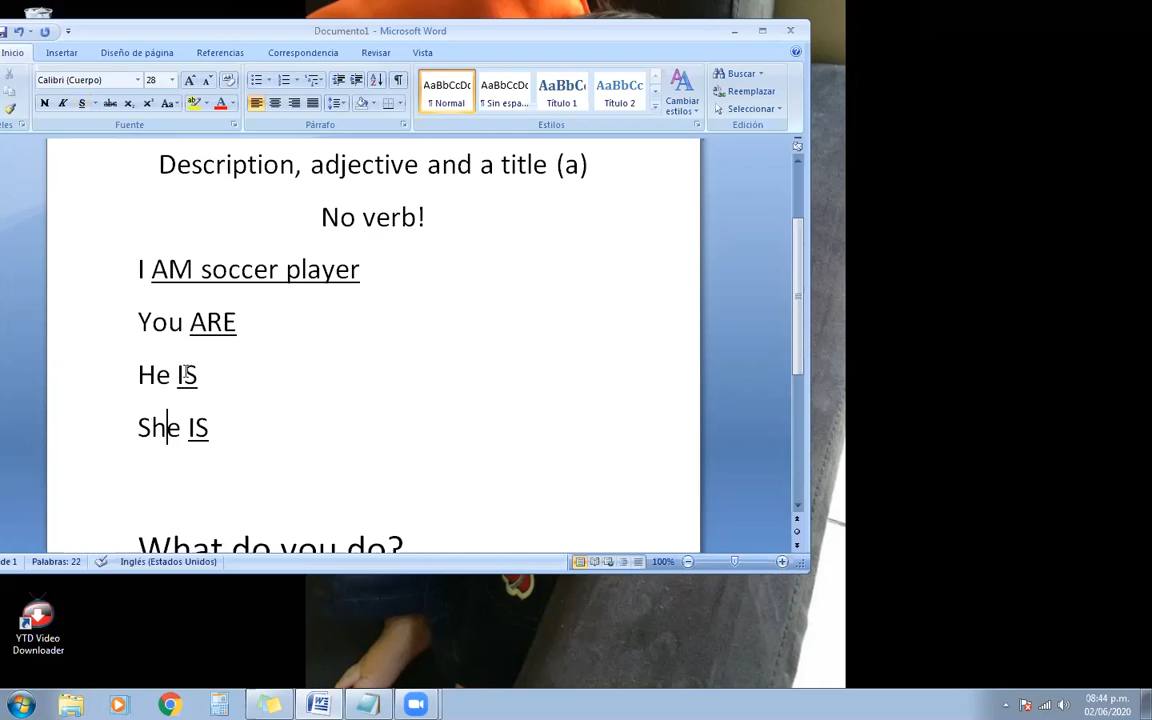 Documento1 - Microsoft Word
Inicio Insertar Diseño de página Referencias Correspondencia Revisar Vista
Calibri (Cuerpo) 28
AaBbCcDc AaBbCcDc AaBbC AaBbCc
¶ Normal ¶ Sin espa... Título 1 Título 2
Cambiar estilos
Buscar
Reemplazar
Seleccionar
Fuente Párrafo Estilos Edición
Description, adjective and a title (a)
No verb!
I AM soccer player
You ARE
He IS
She IS
What do you do?
de 1 Palabras: 22 Inglés (Estados Unidos) 100%
YTD Video
Downloader
08:44 p.m.
02/06/2020